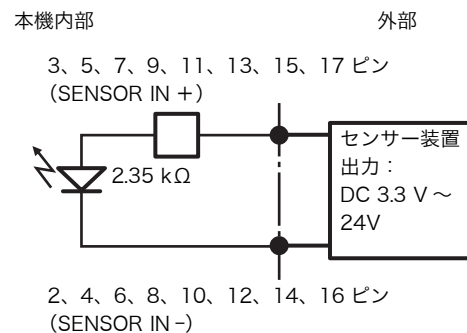 本機内部
外部
3、5、7、9、11、13、15、17 ピン
（SENSOR IN +）
2.35 kΩ
センサー装置
出力：
DC 3.3 V ～
24V
2、4、6、8、10、12、14、16 ピン
（SENSOR IN -）